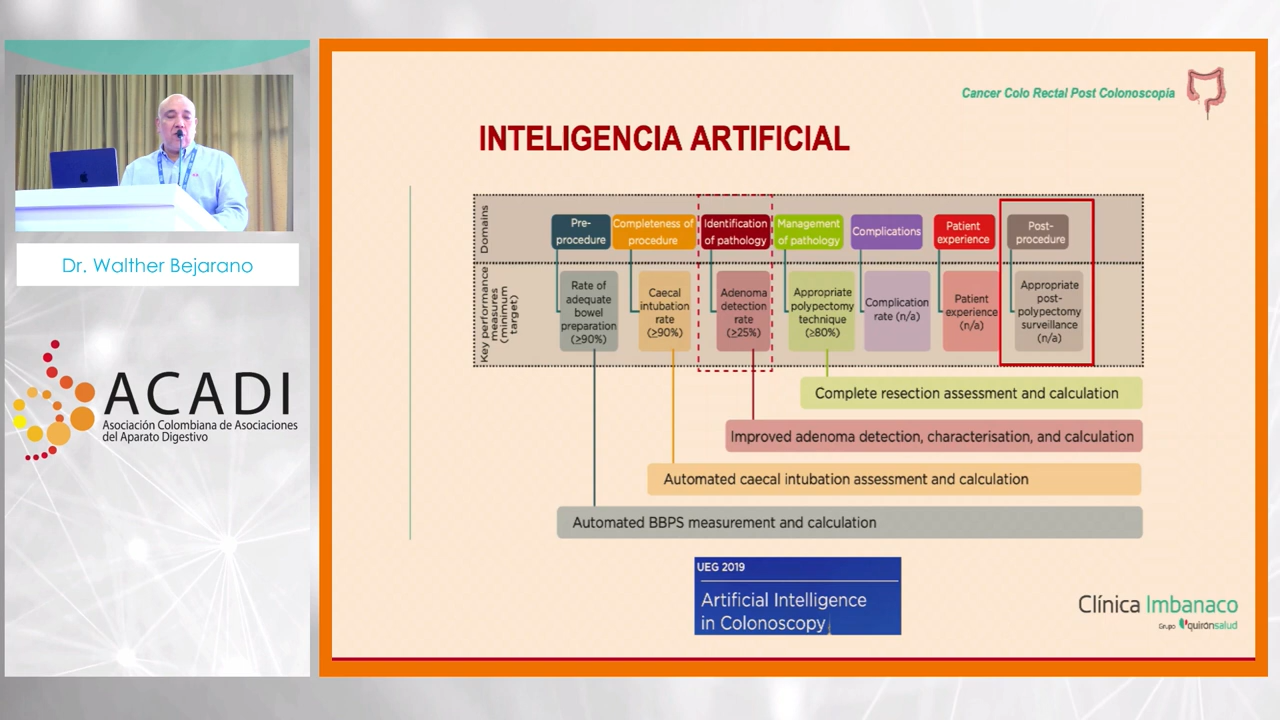 Dr. Walther Bejarano
ACADI
Asociación Colombiana de Asociaciones
del Aparato Digestivo
Cancer Colo Rectal Post Colonoscopía
INTELIGENCIA ARTIFICIAL
Domains
Pre-
procedure
Completeness of
procedure
Identification
of pathology
Management
of pathology
Complications
Patient
experience
Post-
procedure
Key performance
measures
(minimum
target)
Rate of
adequate
bowel
preparation
(≥90%)
Caecal
intubation
rate
(≥90%)
Adenoma
detection
rate
(≥25%)
Appropriate
polypectomy
technique
(≥80%)
Complication
rate (n/a)
Patient
experience
(n/a)
Appropriate
post-
polypectomy
surveillance
(n/a)
Complete resection assessment and calculation
Improved adenoma detection, characterisation, and calculation
Automated caecal intubation assessment and calculation
Automated BBPS measurement and calculation
UEG 2019
Artificial Intelligence
in Colonoscopy
Clínica Imbanaco
Grupo quirónsalud